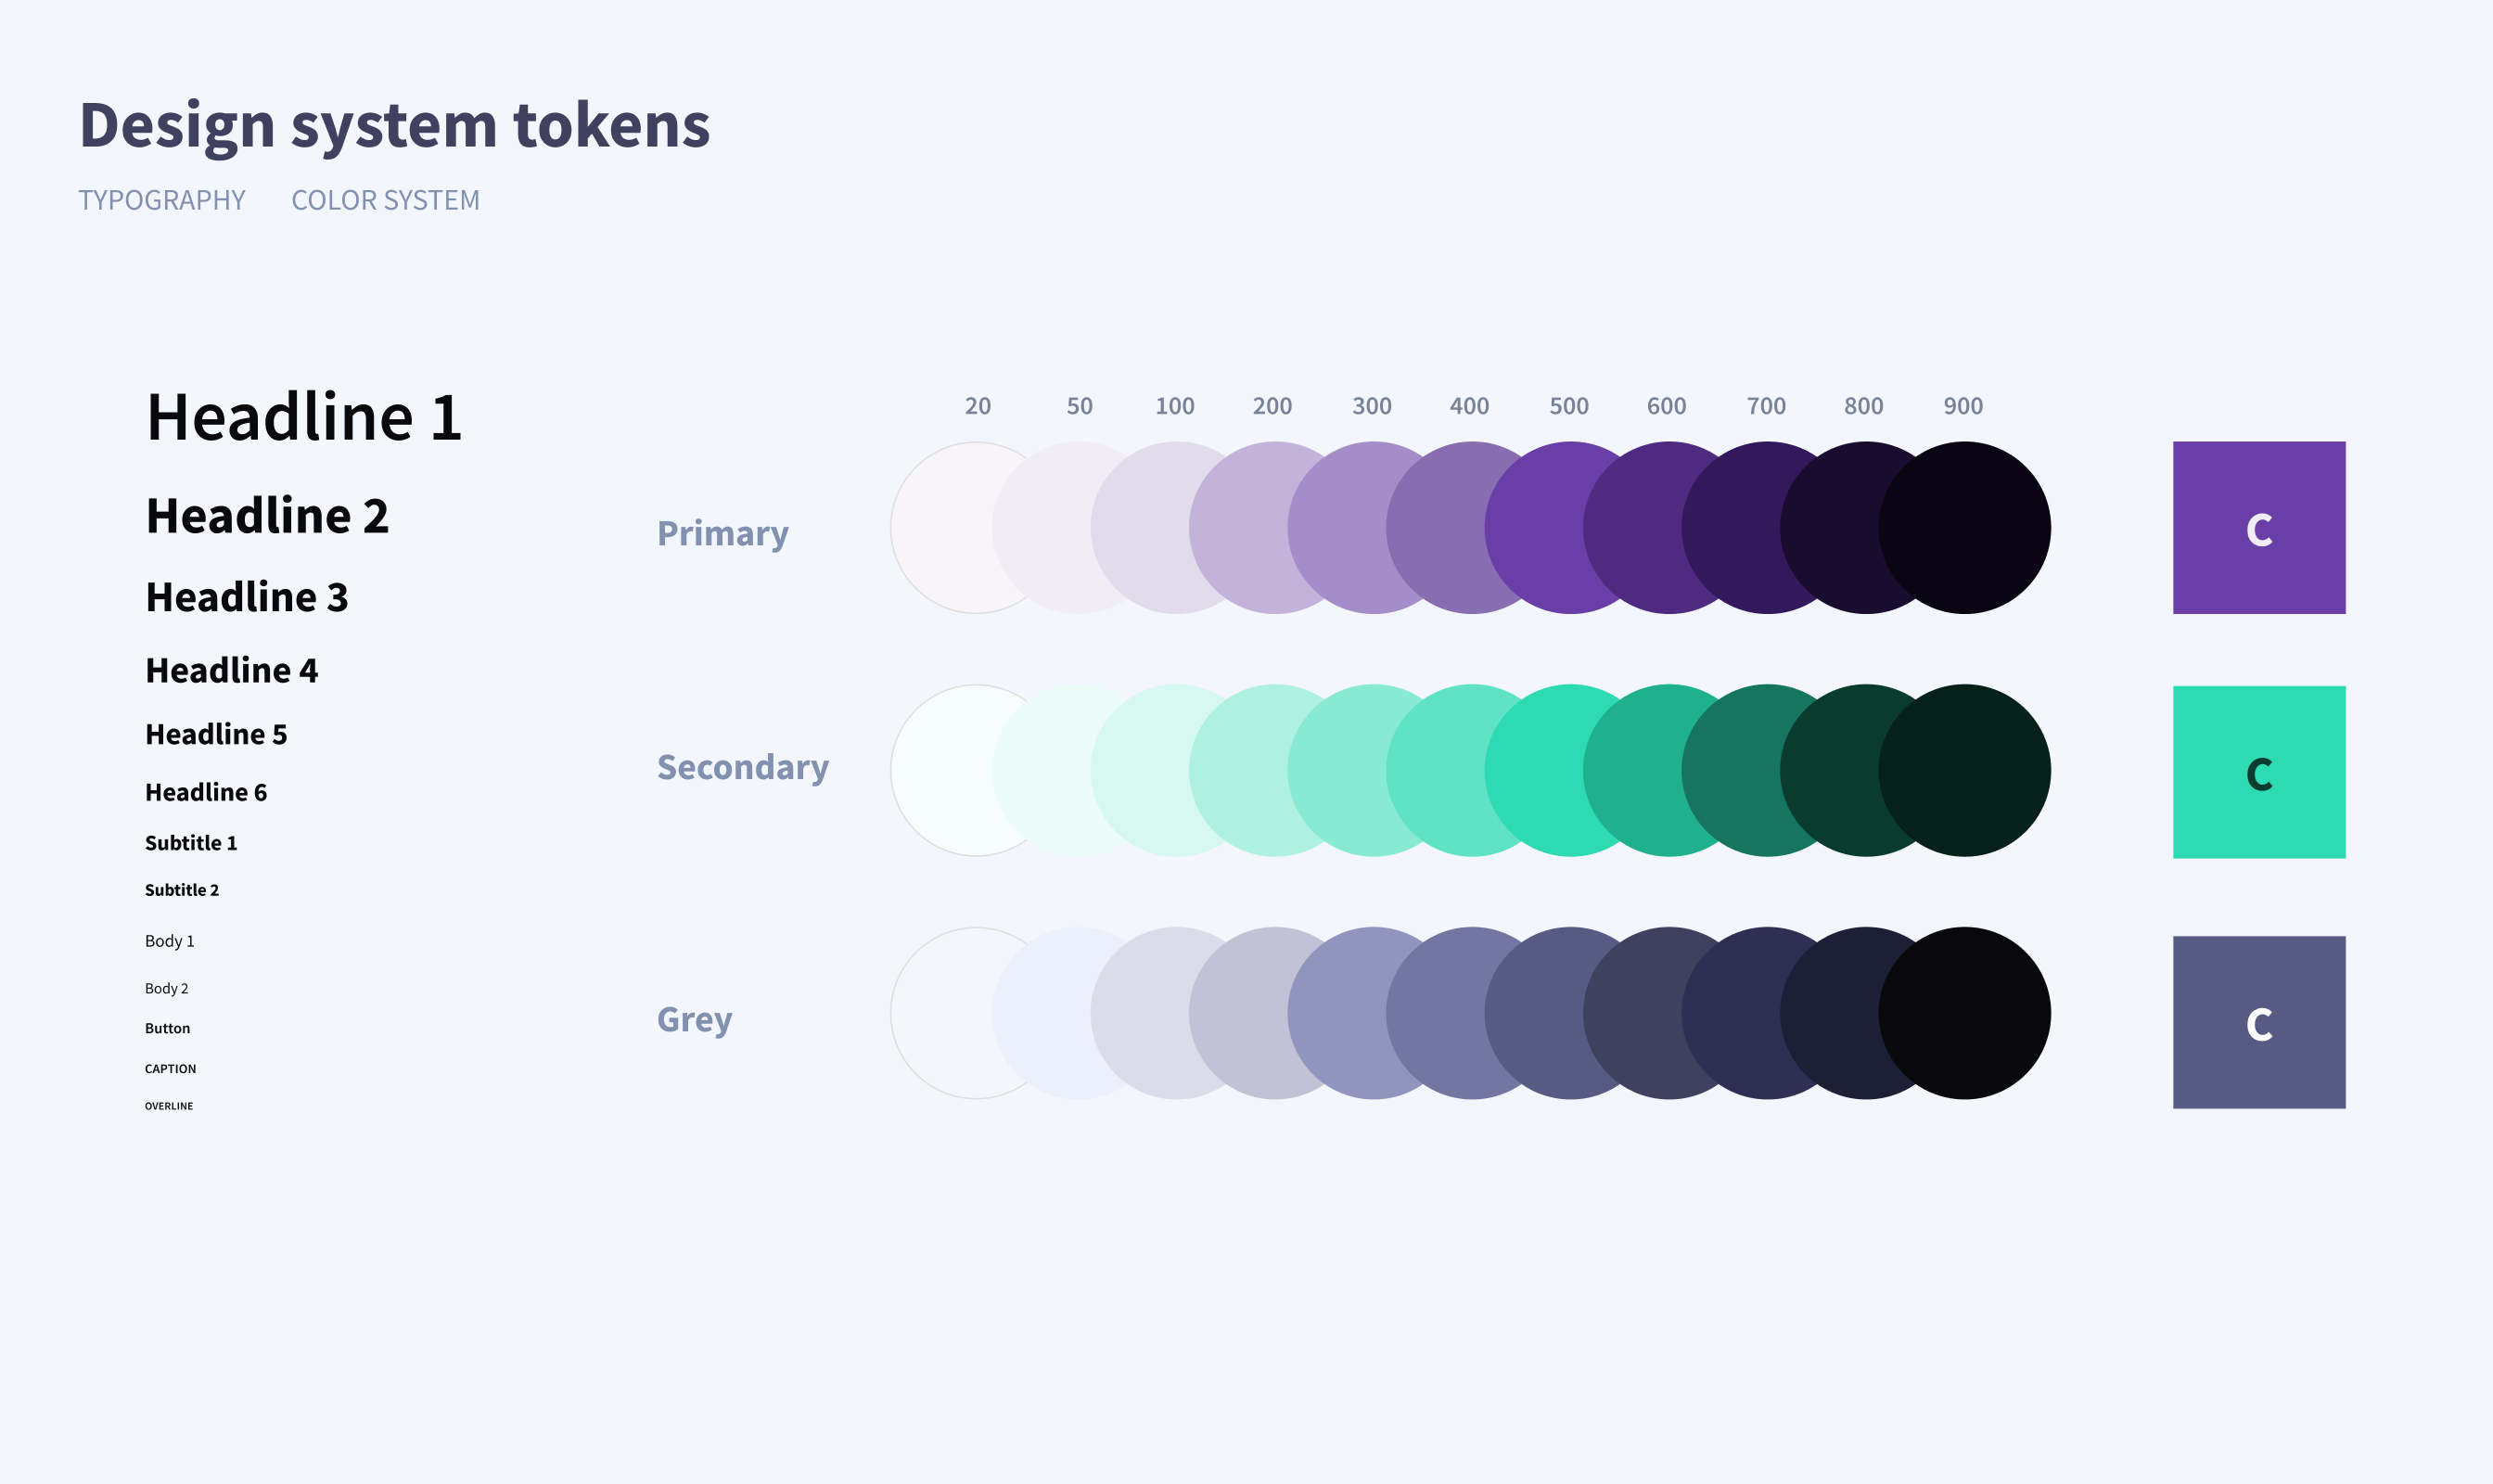 Design system tokens
TYPOGRAPHY COLOR SYSTEM
Headline 1
Headline 2
Headline 3
Headline 4
Headline 5
Headline 6
Subtitle 1
Subtitle 2
Body 1
Body 2
Button
CAPTION
OVERLINE
20 50 100 200 300 400 500 600 700 800 900
Primary
C
Secondary
C
Grey
C